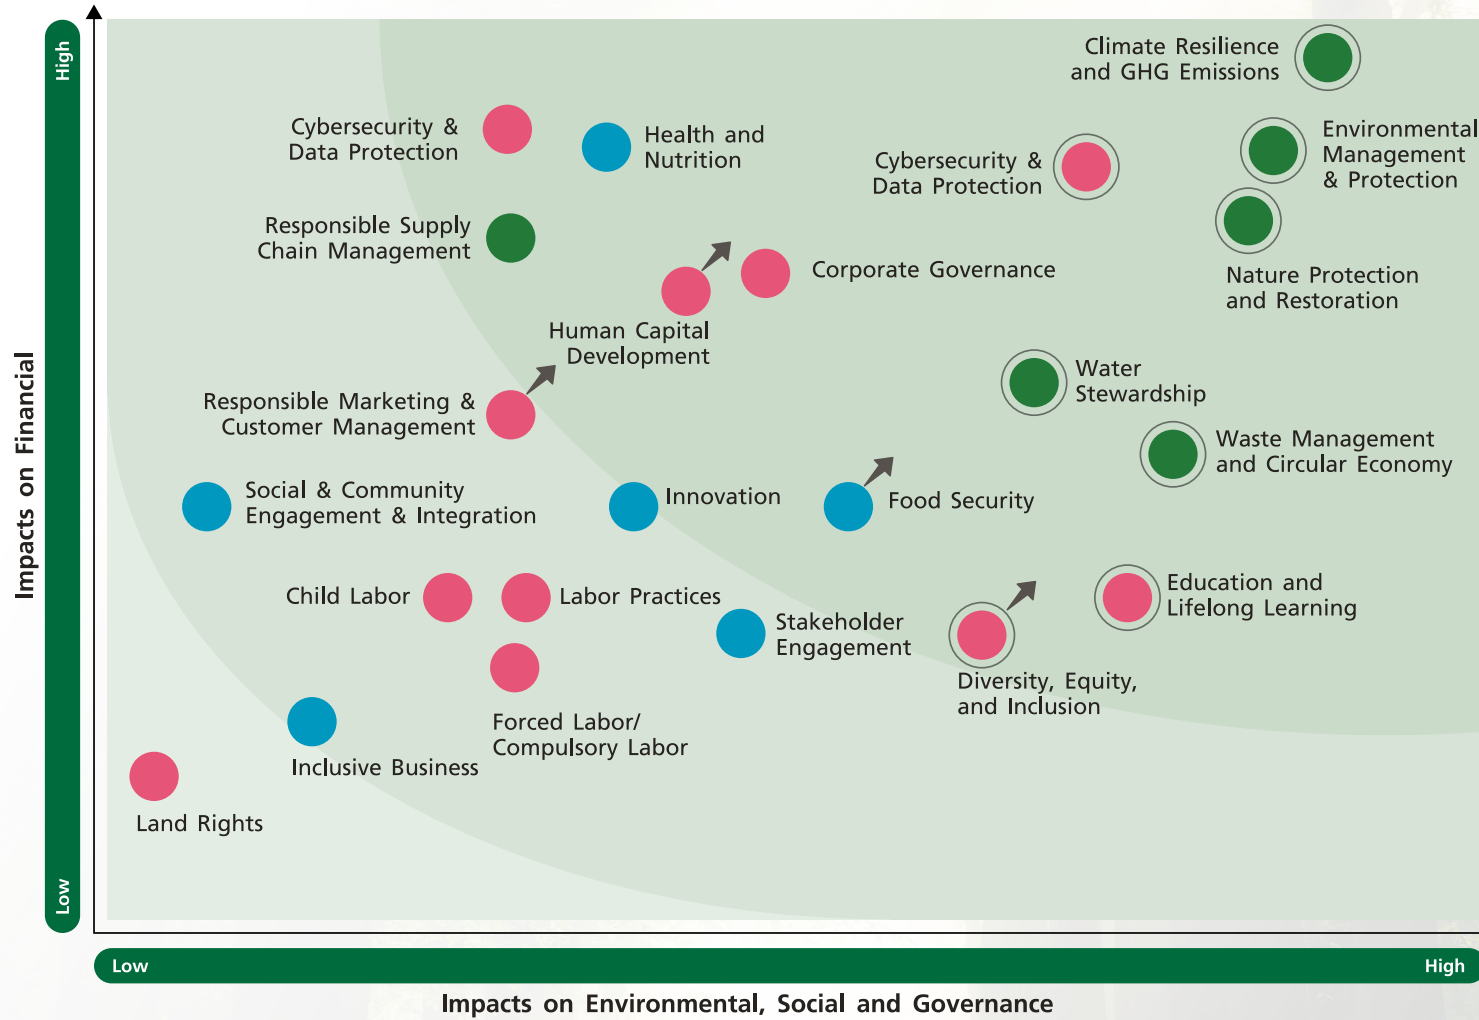 High
Climate Resilience
and GHG Emissions
Cybersecurity &
Data Protection
Health and
Nutrition
Cybersecurity &
Data Protection
Environmental
Management
& Protection
Responsible Supply
Chain Management
Corporate Governance
Nature Protection
and Restoration
Human Capital
Development
Impacts on Financial
Water
Stewardship
Responsible Marketing &
Customer Management
Waste Management
and Circular Economy
Social & Community
Engagement & Integration
Innovation
Food Security
Child Labor
Labor Practices
Stakeholder
Engagement
Education and
Lifelong Learning
Diversity, Equity,
and Inclusion
Forced Labor/
Compulsory Labor
Inclusive Business
Land Rights
Low
Low
High
Impacts on Environmental, Social and Governance